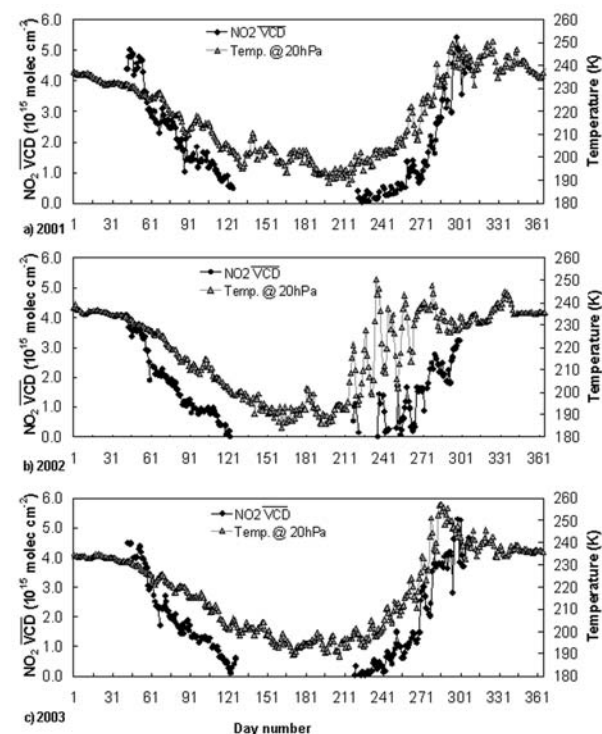 NO2 VCD
Temp. @ 20hPa
NO₂ VCD (10¹⁵ molec cm⁻²)
Temperature (K)
6.0 5.0 4.0 3.0 2.0 1.0 0.0
260 250 240 230 220 210 200 190 180
1 31 61 91 121 151 181 211 241 271 301 331 361
a) 2001
NO2 VCD
Temp. @ 20hPa
NO₂ VCD (10¹⁵ molec cm⁻²)
Temperature (K)
6.0 5.0 4.0 3.0 2.0 1.0 0.0
260 250 240 230 220 210 200 190 180
1 31 61 91 121 151 181 211 241 271 301 331 361
b) 2002
NO2 VCD
Temp. @ 20hPa
NO₂ VCD (10¹⁵ molec cm⁻²)
Temperature (K)
6.0 5.0 4.0 3.0 2.0 1.0 0.0
260 250 240 230 220 210 200 190 180
1 31 61 91 121 151 181 211 241 271 301 331 361
c) 2003
Day number